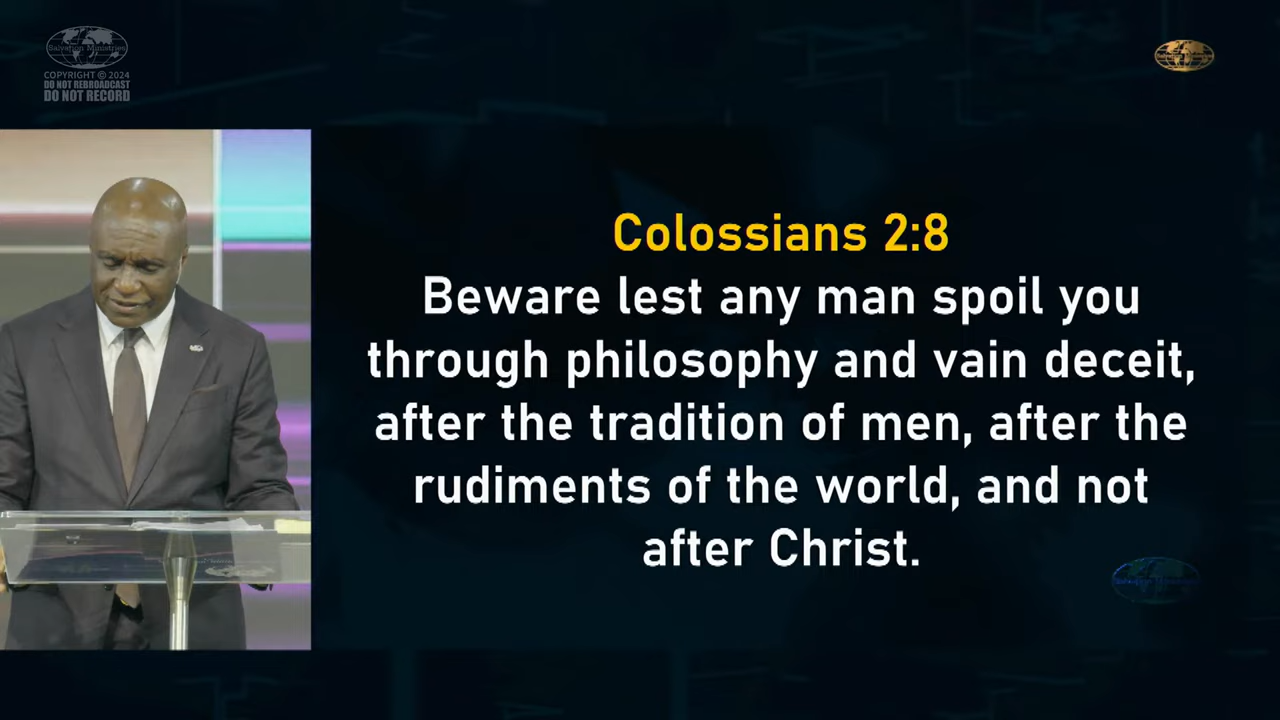 Salvation Ministries
COPYRIGHT © 2024
DO NOT REBROADCAST
DO NOT RECORD
Colossians 2:8
Beware lest any man spoil you
through philosophy and vain deceit,
after the tradition of men, after the
rudiments of the world, and not
after Christ.
Salvation Ministries